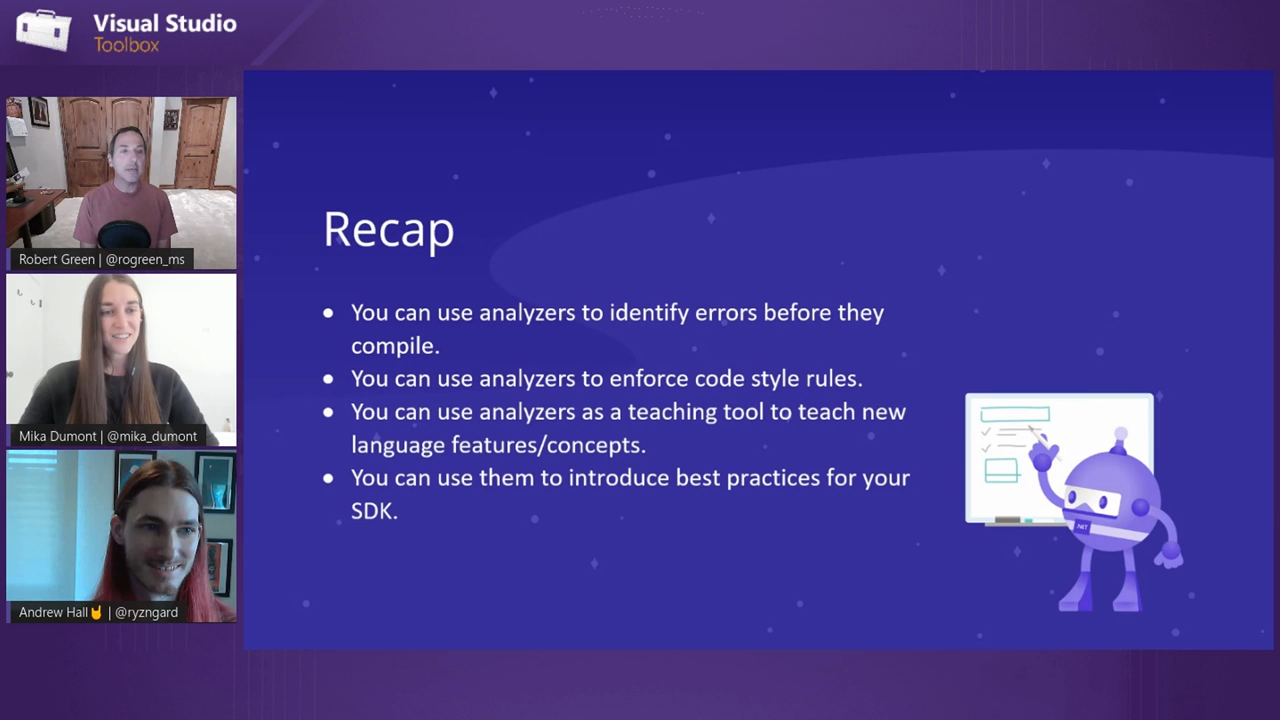 Visual Studio
Toolbox
Robert Green | @rogreen_ms
Mika Dumont | @mika_dumont
Andrew Hall🤘 | @ryzngard
Recap
• You can use analyzers to identify errors before they
compile.
• You can use analyzers to enforce code style rules.
• You can use analyzers as a teaching tool to teach new
language features/concepts.
• You can use them to introduce best practices for your
SDK.
.NET